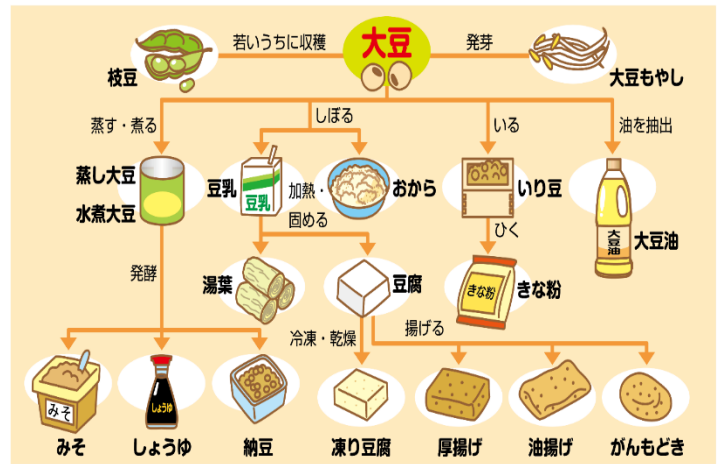 若いうちに収穫
大豆
発芽
枝豆
大豆もやし
蒸す・煮る
しぼる
いる
油を抽出
蒸し大豆
水煮大豆
豆乳
豆乳
加熱・
固める
おから
いり豆
大豆油
大豆油
ひく
発酵
湯葉
豆腐
きな粉
きな粉
冷凍・乾燥
揚げる
みそ
しょうゆ
みそ
しょうゆ
納豆
凍り豆腐
厚揚げ
油揚げ
がんもどき